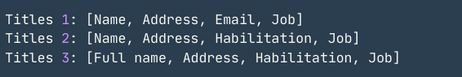 Titles 1: [Name, Address, Email, Job]
Titles 2: [Name, Address, Habilitation, Job]
Titles 3: [Full name, Address, Habilitation, Job]